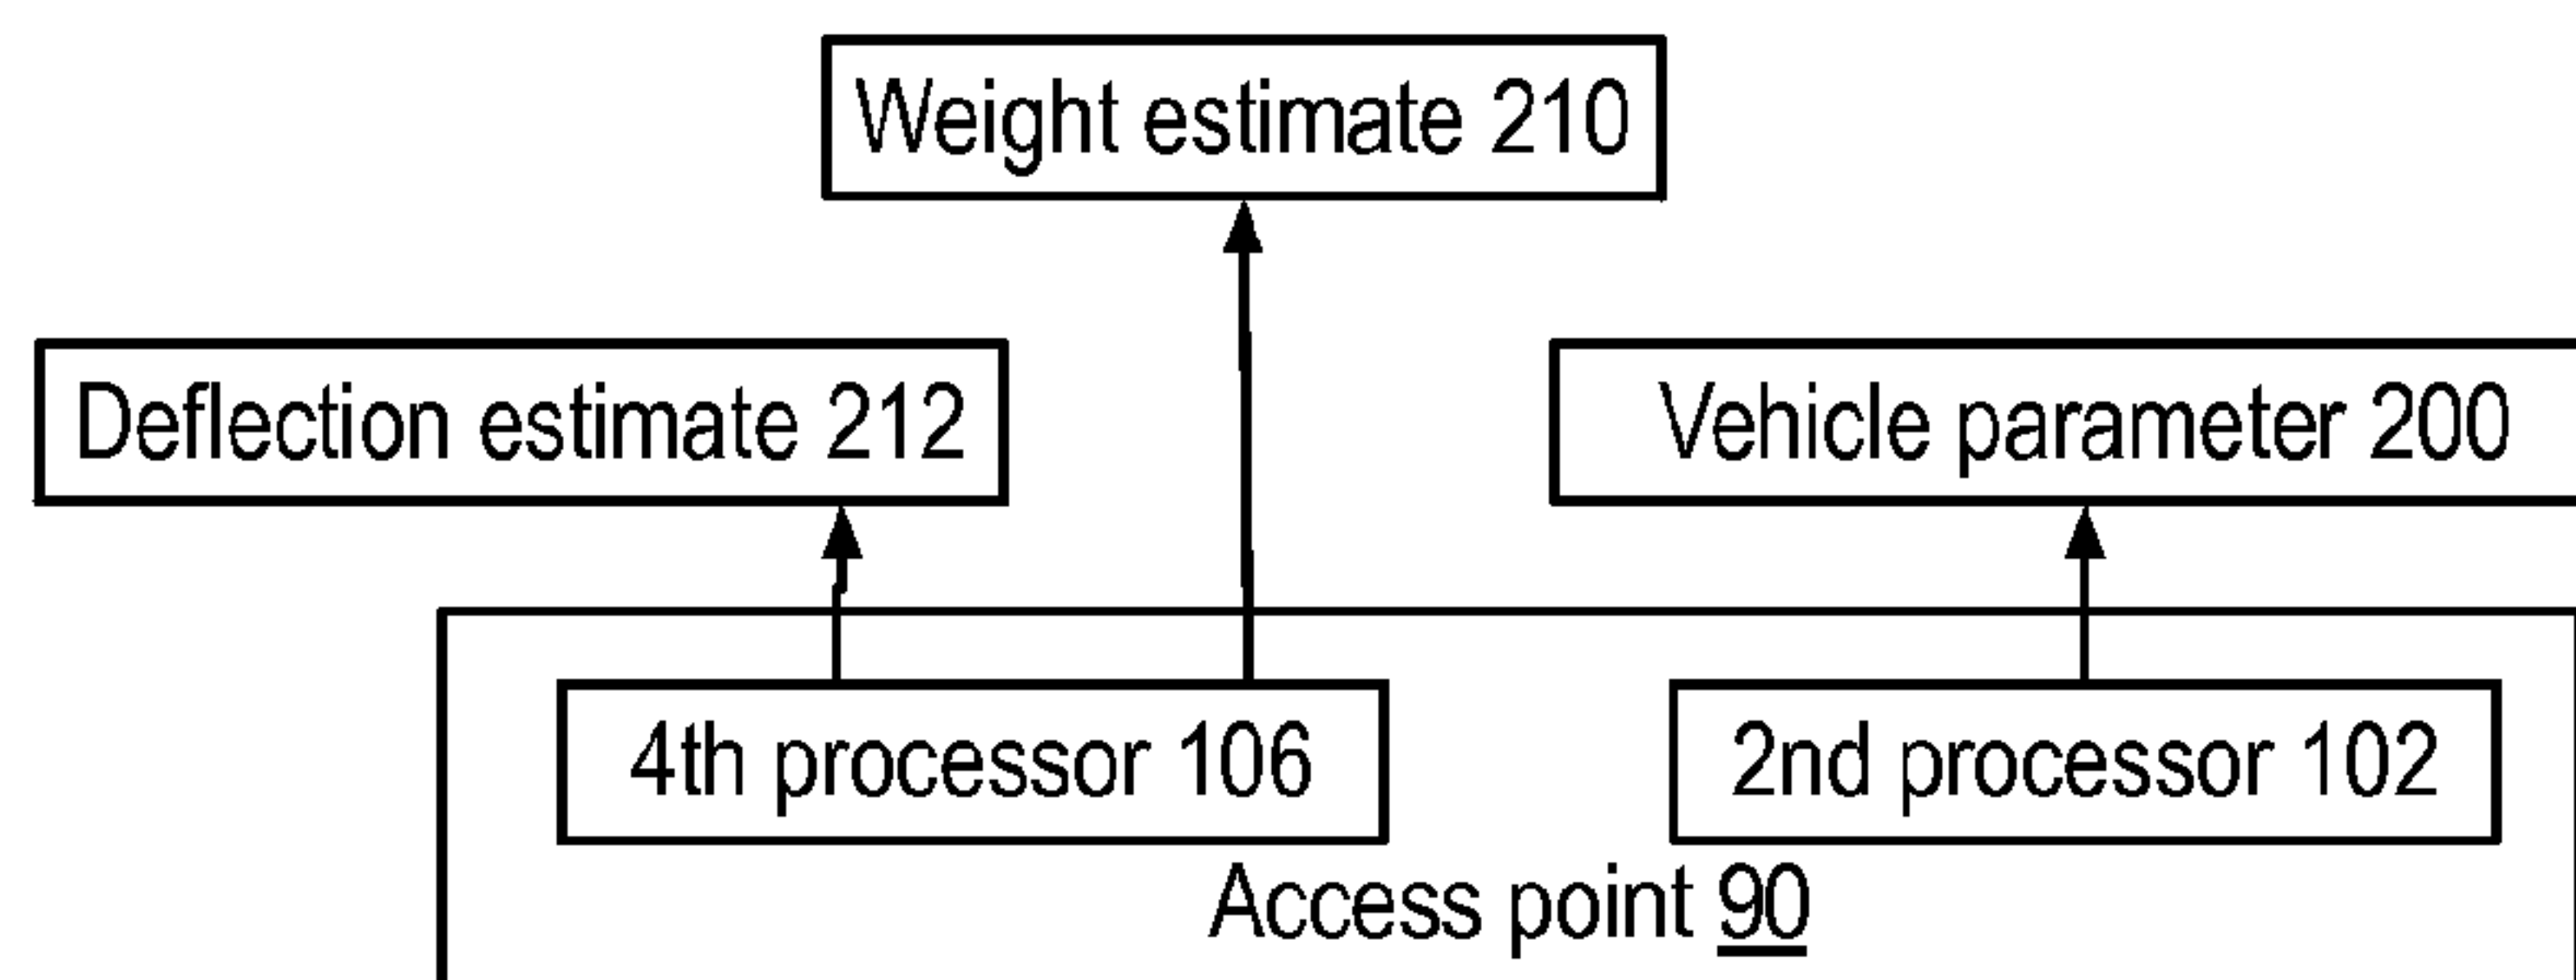 Weight estimate 210
Deflection estimate 212
Vehicle parameter 200
4th processor 106
2nd processor 102
Access point 90